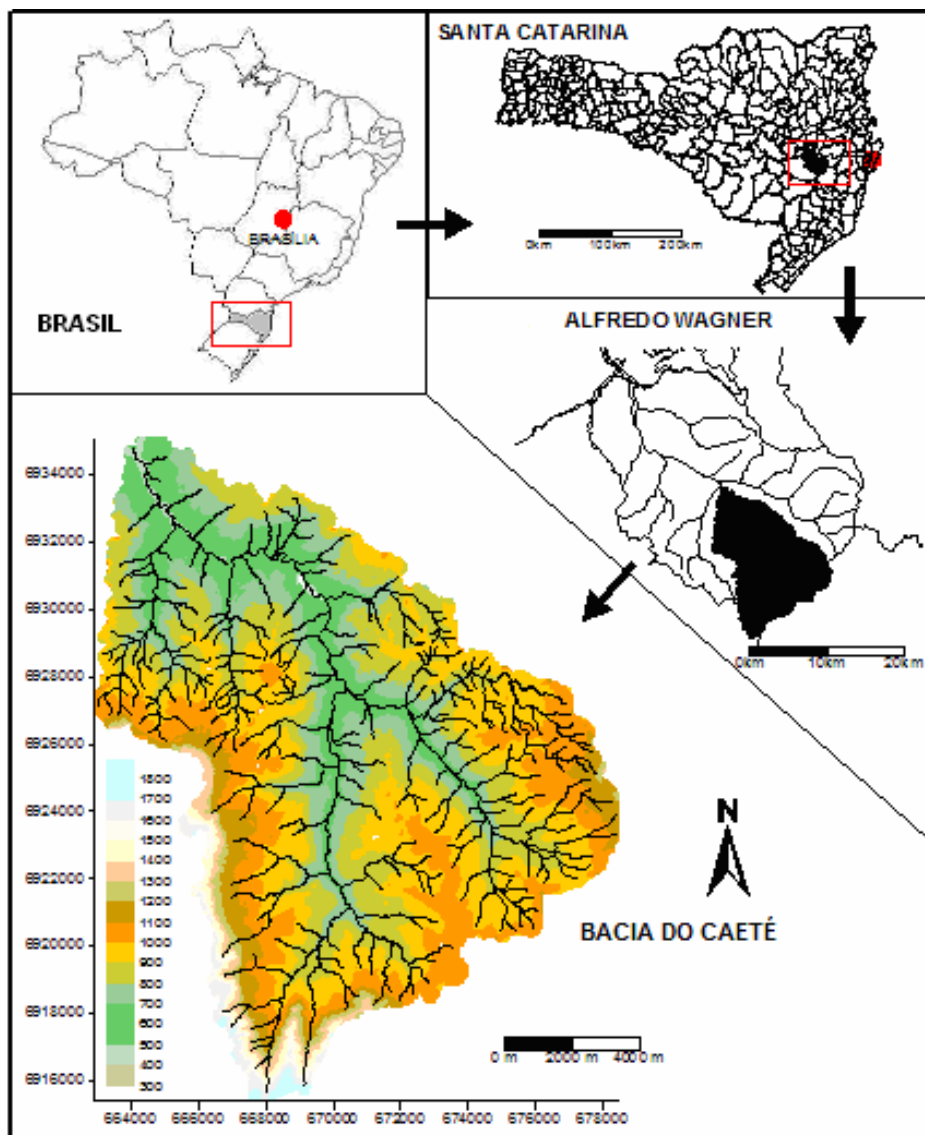 SANTA CATARINA
BRASÍLIA
0km 100km 200km
BRASIL
ALFREDO WAGNER
6934000
6932000
6930000
0km 10km 20km
6928000
6926000
1800
1700
6924000
1600
1500
1400
6922000
1300
1200
1100
6920000
1000
900
800
6918000
700
600
500
6916000
400
300
N
BACIA DO CAETÉ
0 m 2000 m 4000 m
664000 666000 668000 670000 672000 674000 676000 678000